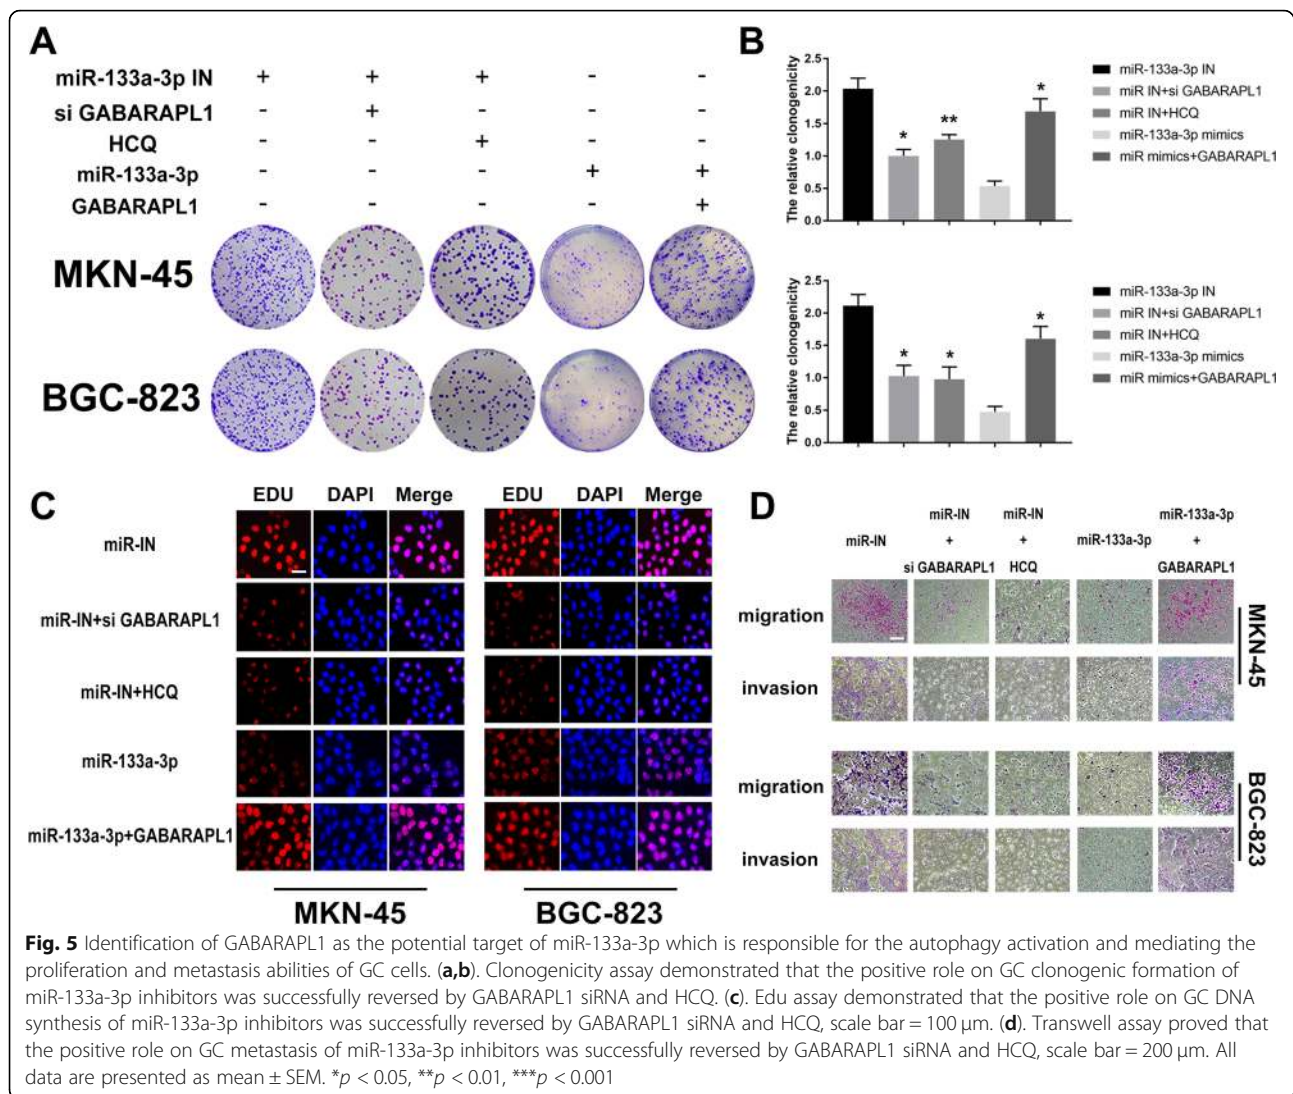 A
miR-133a-3p IN + + + - -
si GABARAPL1 - + - - -
HCQ - - + - -
miR-133a-3p - - - + +
GABARAPL1 - - - - +
MKN-45
BGC-823
B
The relative clonogenicity
2.5
2.0
1.5
1.0
0.5
0.0
* ** *
miR-133a-3p IN
miR IN+si GABARAPL1
miR IN+HCQ
miR-133a-3p mimics
miR mimics+GABARAPL1
The relative clonogenicity
2.5
2.0
1.5
1.0
0.5
0.0
* * *
miR-133a-3p IN
miR IN+si GABARAPL1
miR IN+HCQ
miR-133a-3p mimics
miR mimics+GABARAPL1
C
EDU DAPI Merge EDU DAPI Merge
miR-IN
miR-IN+si GABARAPL1
miR-IN+HCQ
miR-133a-3p
miR-133a-3p+GABARAPL1
MKN-45 BGC-823
D
miR-IN miR-IN miR-133a-3p
miR-IN + + miR-133a-3p +
si GABARAPL1 HCQ GABARAPL1
migration
invasion
MKN-45
migration
invasion
BGC-823
Fig. 5 Identification of GABARAPL1 as the potential target of miR-133a-3p which is responsible for the autophagy activation and mediating the
proliferation and metastasis abilities of GC cells. (a,b). Clonogenicity assay demonstrated that the positive role on GC clonogenic formation of
miR-133a-3p inhibitors was successfully reversed by GABARAPL1 siRNA and HCQ. (c). Edu assay demonstrated that the positive role on GC DNA
synthesis of miR-133a-3p inhibitors was successfully reversed by GABARAPL1 siRNA and HCQ, scale bar = 100 μm. (d). Transwell assay proved that
the positive role on GC metastasis of miR-133a-3p inhibitors was successfully reversed by GABARAPL1 siRNA and HCQ, scale bar = 200 μm. All
data are presented as mean ± SEM. *p < 0.05, **p < 0.01, ***p < 0.001